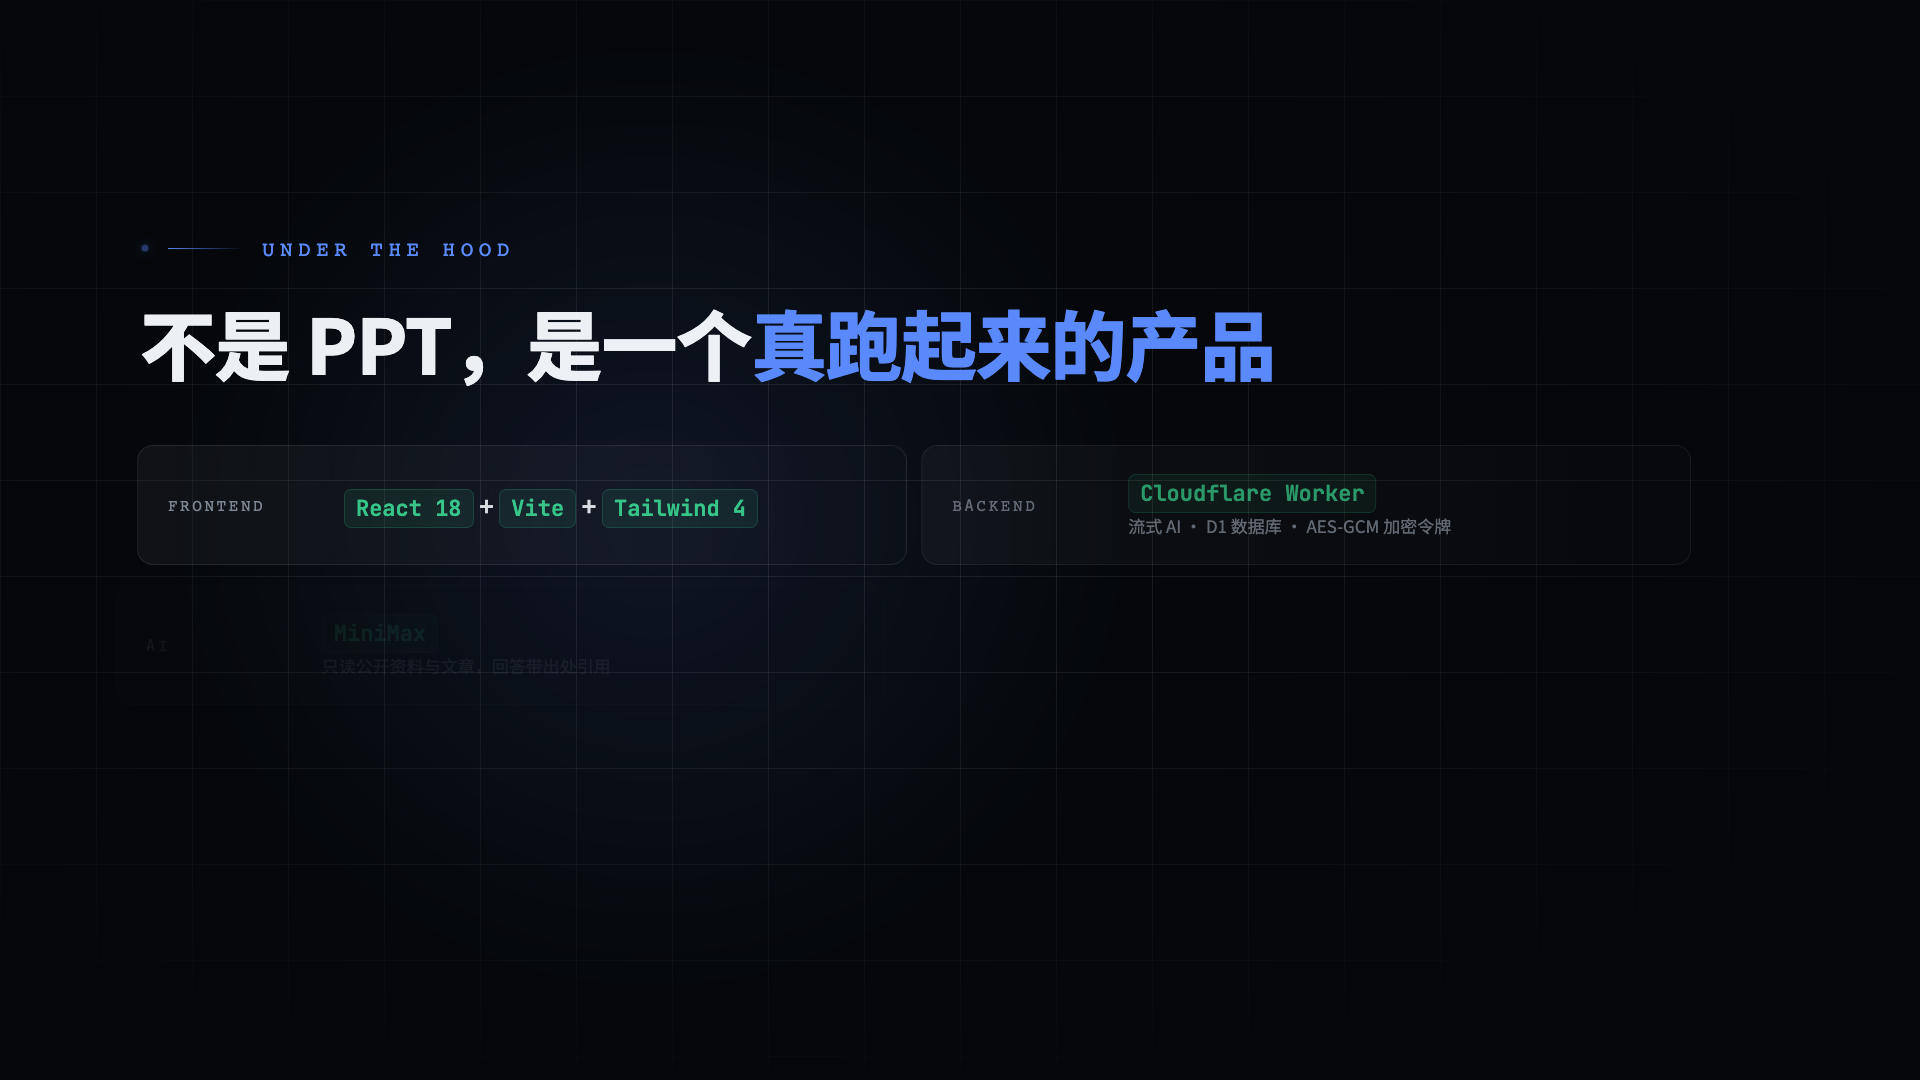 UNDER THE HOOD
不是 PPT，是一个真跑起来的产品
FRONTEND
React 18 + Vite + Tailwind 4
BACKEND
Cloudflare Worker
流式 AI · D1 数据库 · AES-GCM 加密令牌
AI
MiniMax
只读公开资料与文章，回答带出处引用